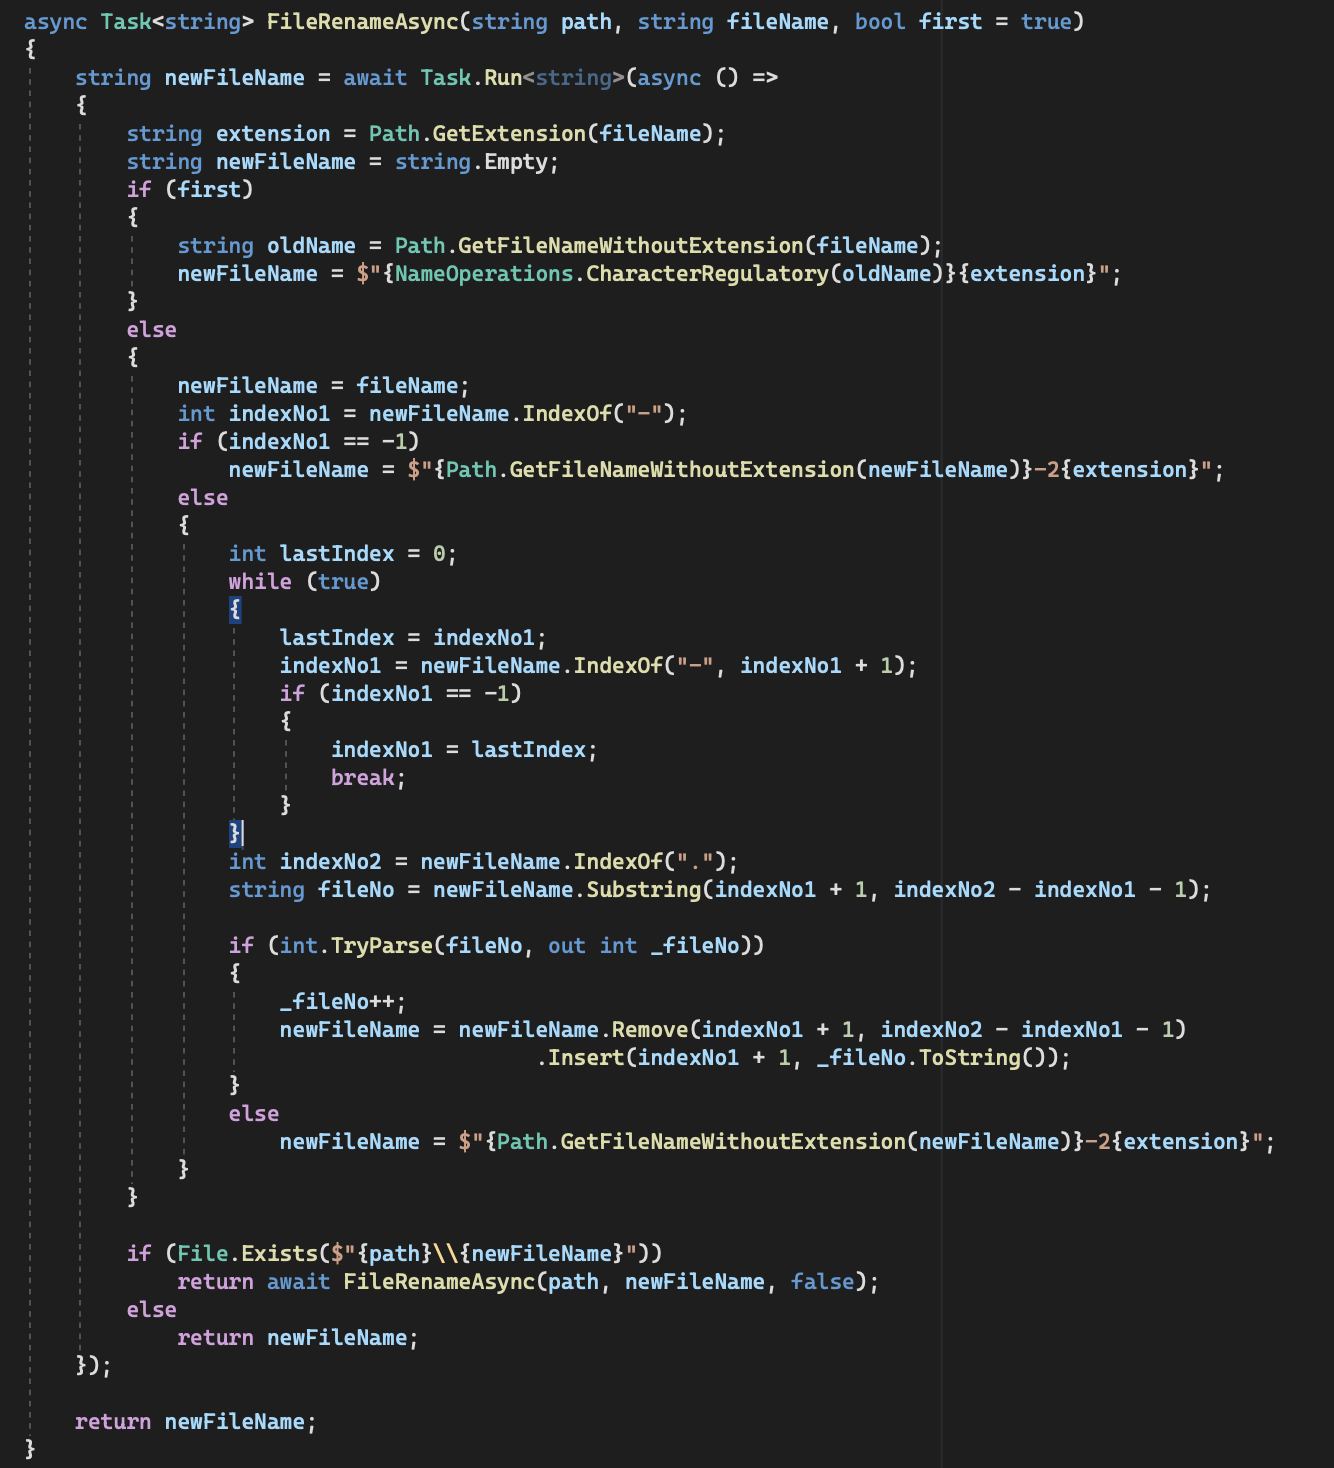 async Task<string> FileRenameAsync(string path, string fileName, bool first = true)
{
    string newFileName = await Task.Run<string>(async () =>
    {
        string extension = Path.GetExtension(fileName);
        string newFileName = string.Empty;
        if (first)
        {
            string oldName = Path.GetFileNameWithoutExtension(fileName);
            newFileName = $"{NameOperations.CharacterRegulatory(oldName)}{extension}";
        }
        else
        {
            newFileName = fileName;
            int indexNo1 = newFileName.IndexOf("-");
            if (indexNo1 == -1)
                newFileName = $"{Path.GetFileNameWithoutExtension(newFileName)}-2{extension}";
            else
            {
                int lastIndex = 0;
                while (true)
                {
                    lastIndex = indexNo1;
                    indexNo1 = newFileName.IndexOf("-", indexNo1 + 1);
                    if (indexNo1 == -1)
                    {
                        indexNo1 = lastIndex;
                        break;
                    }
                }
                int indexNo2 = newFileName.IndexOf(".");
                string fileNo = newFileName.Substring(indexNo1 + 1, indexNo2 - indexNo1 - 1);

                if (int.TryParse(fileNo, out int _fileNo))
                {
                    _fileNo++;
                    newFileName = newFileName.Remove(indexNo1 + 1, indexNo2 - indexNo1 - 1)
                                        .Insert(indexNo1 + 1, _fileNo.ToString());
                }
                else
                    newFileName = $"{Path.GetFileNameWithoutExtension(newFileName)}-2{extension}";
            }
        }

        if (File.Exists($"{path}\\{newFileName}"))
            return await FileRenameAsync(path, newFileName, false);
        else
            return newFileName;
    });

    return newFileName;
}